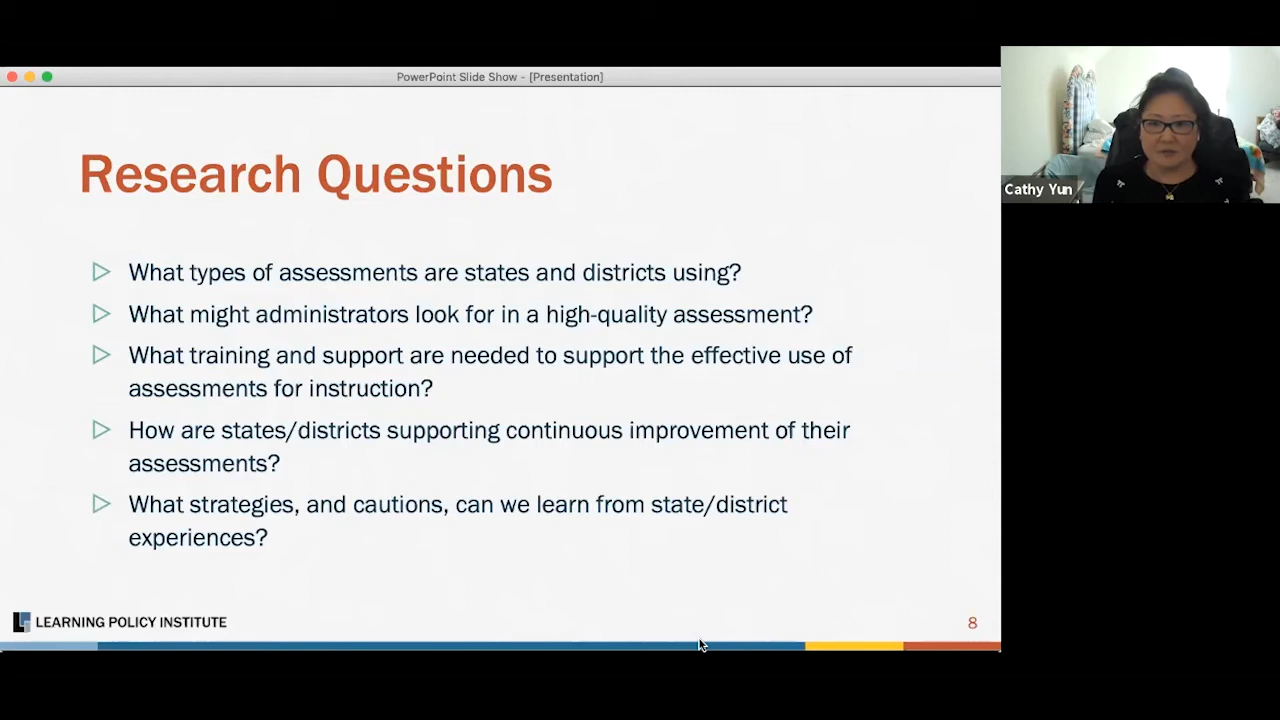 PowerPoint Slide Show - [Presentation]
Research Questions
What types of assessments are states and districts using?
What might administrators look for in a high-quality assessment?
What training and support are needed to support the effective use of
assessments for instruction?
How are states/districts supporting continuous improvement of their
assessments?
What strategies, and cautions, can we learn from state/district
experiences?
LEARNING POLICY INSTITUTE
8
Cathy Yun